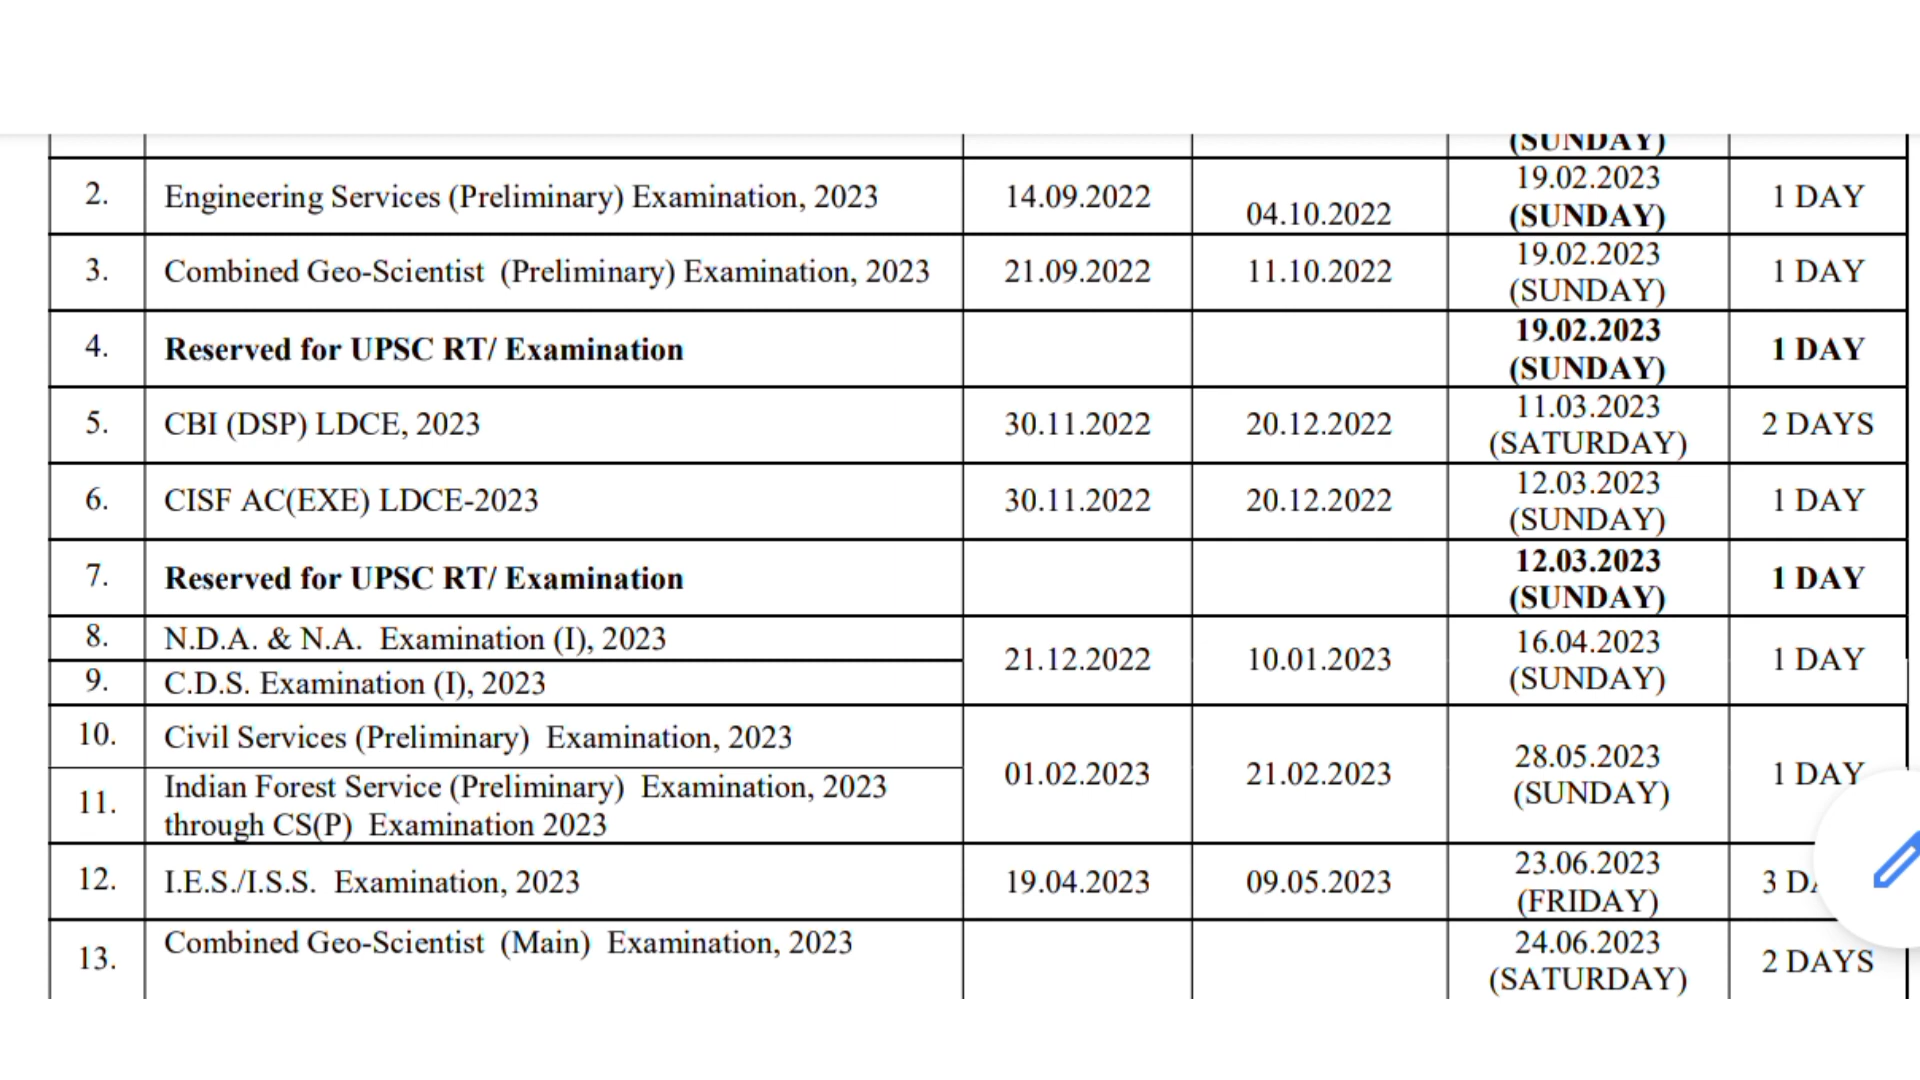 (SUNDAY)
2. Engineering Services (Preliminary) Examination, 2023 14.09.2022 04.10.2022 19.02.2023 (SUNDAY) 1 DAY
3. Combined Geo-Scientist (Preliminary) Examination, 2023 21.09.2022 11.10.2022 19.02.2023 (SUNDAY) 1 DAY
4. Reserved for UPSC RT/ Examination 19.02.2023 (SUNDAY) 1 DAY
5. CBI (DSP) LDCE, 2023 30.11.2022 20.12.2022 11.03.2023 (SATURDAY) 2 DAYS
6. CISF AC(EXE) LDCE-2023 30.11.2022 20.12.2022 12.03.2023 (SUNDAY) 1 DAY
7. Reserved for UPSC RT/ Examination 12.03.2023 (SUNDAY) 1 DAY
8. N.D.A. & N.A. Examination (I), 2023 21.12.2022 10.01.2023 16.04.2023 (SUNDAY) 1 DAY
9. C.D.S. Examination (I), 2023
10. Civil Services (Preliminary) Examination, 2023 01.02.2023 21.02.2023 28.05.2023 (SUNDAY) 1 DAY
11. Indian Forest Service (Preliminary) Examination, 2023
through CS(P) Examination 2023
12. I.E.S./I.S.S. Examination, 2023 19.04.2023 09.05.2023 23.06.2023 (FRIDAY) 3
13. Combined Geo-Scientist (Main) Examination, 2023 24.06.2023 (SATURDAY) 2 DAYS